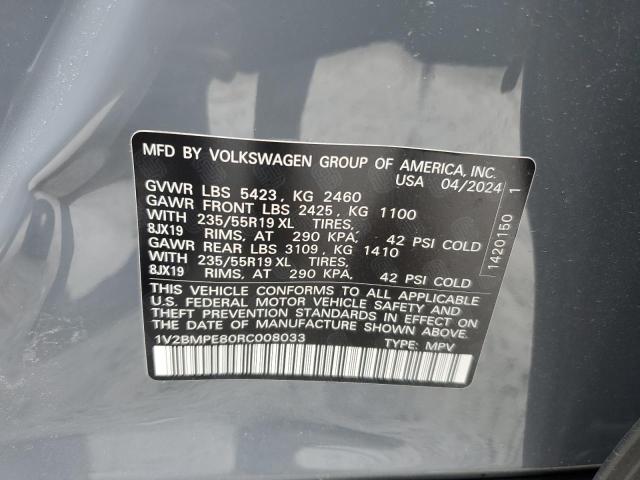 MFD BY VOLKSWAGEN GROUP OF AMERICA, INC.
USA 04/2024
GVWR LBS 5423 , KG 2460
GAWR FRONT LBS 2425 , KG 1100
WITH 235/55R19 XL TIRES,
8JX19 RIMS, AT 290 KPA, 42 PSI COLD
GAWR REAR LBS 3109 , KG 1410
WITH 235/55R19 XL TIRES,
8JX19 RIMS, AT 290 KPA, 42 PSI COLD
THIS VEHICLE CONFORMS TO ALL APPLICABLE
U.S. FEDERAL MOTOR VEHICLE SAFETY AND
THEFT PREVENTION STANDARDS IN EFFECT ON
THE DATE OF MANUFACTURE SHOWN ABOVE.
1V2BMPE80RC008033 TYPE: MPV
1420150 1